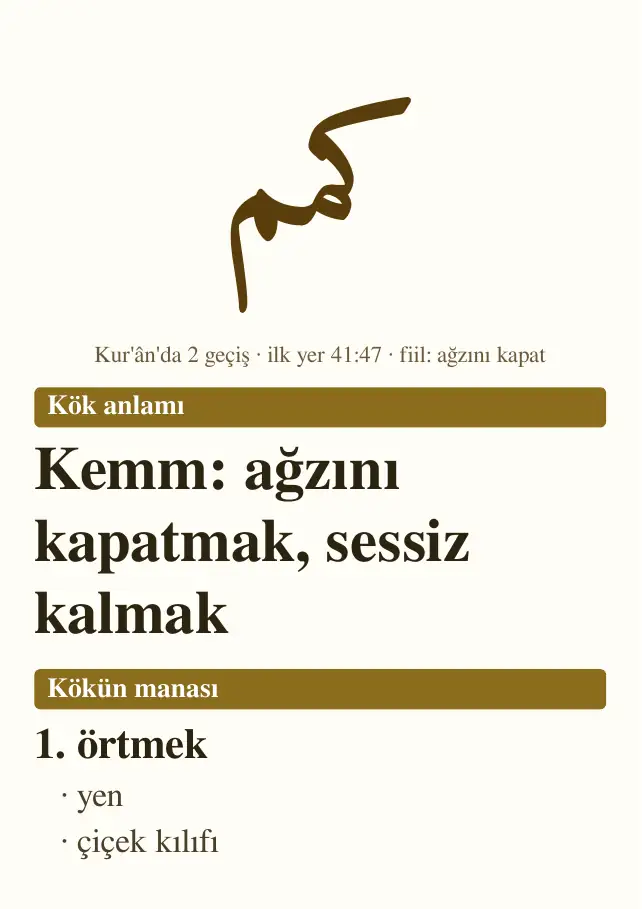 كمم
Kur'ân'da 2 geçiş · ilk yer 41:47 · fiil: ağzını kapat
Kök anlamı
Kemm: ağzını
kapatmak, sessiz
kalmak
Kökün manası
1. örtmek
· yen
· çiçek kılıfı